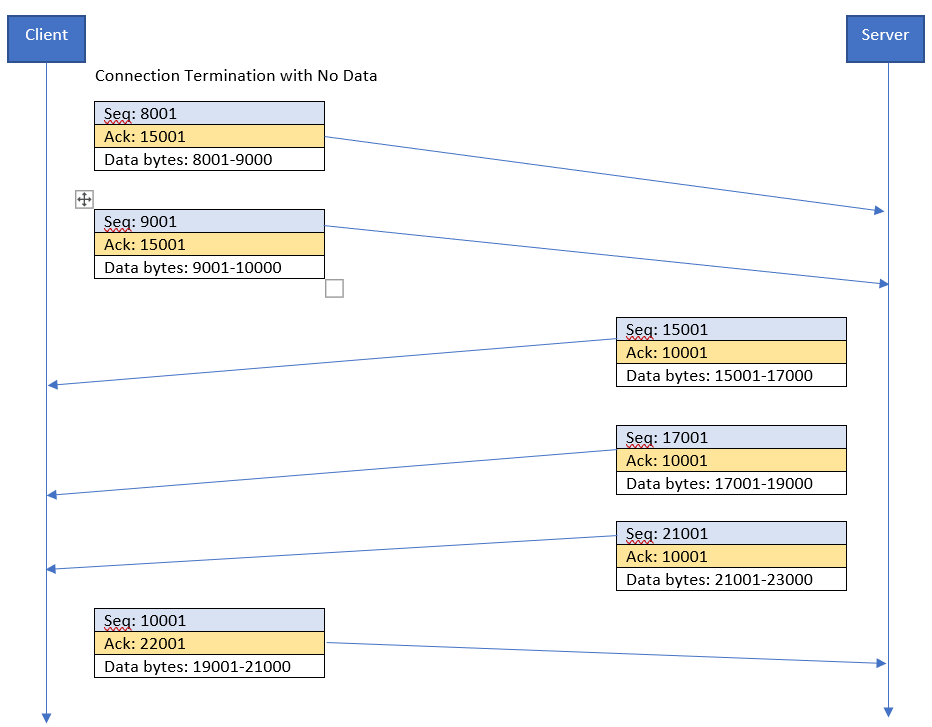 Client
Server
Connection Termination with No Data
Seq: 8001
Ack: 15001
Data bytes: 8001-9000
Seq: 9001
Ack: 15001
Data bytes: 9001-10000
Seq: 15001
Ack: 10001
Data bytes: 15001-17000
Seq: 17001
Ack: 10001
Data bytes: 17001-19000
Seq: 21001
Ack: 10001
Data bytes: 21001-23000
Seq: 10001
Ack: 22001
Data bytes: 19001-21000